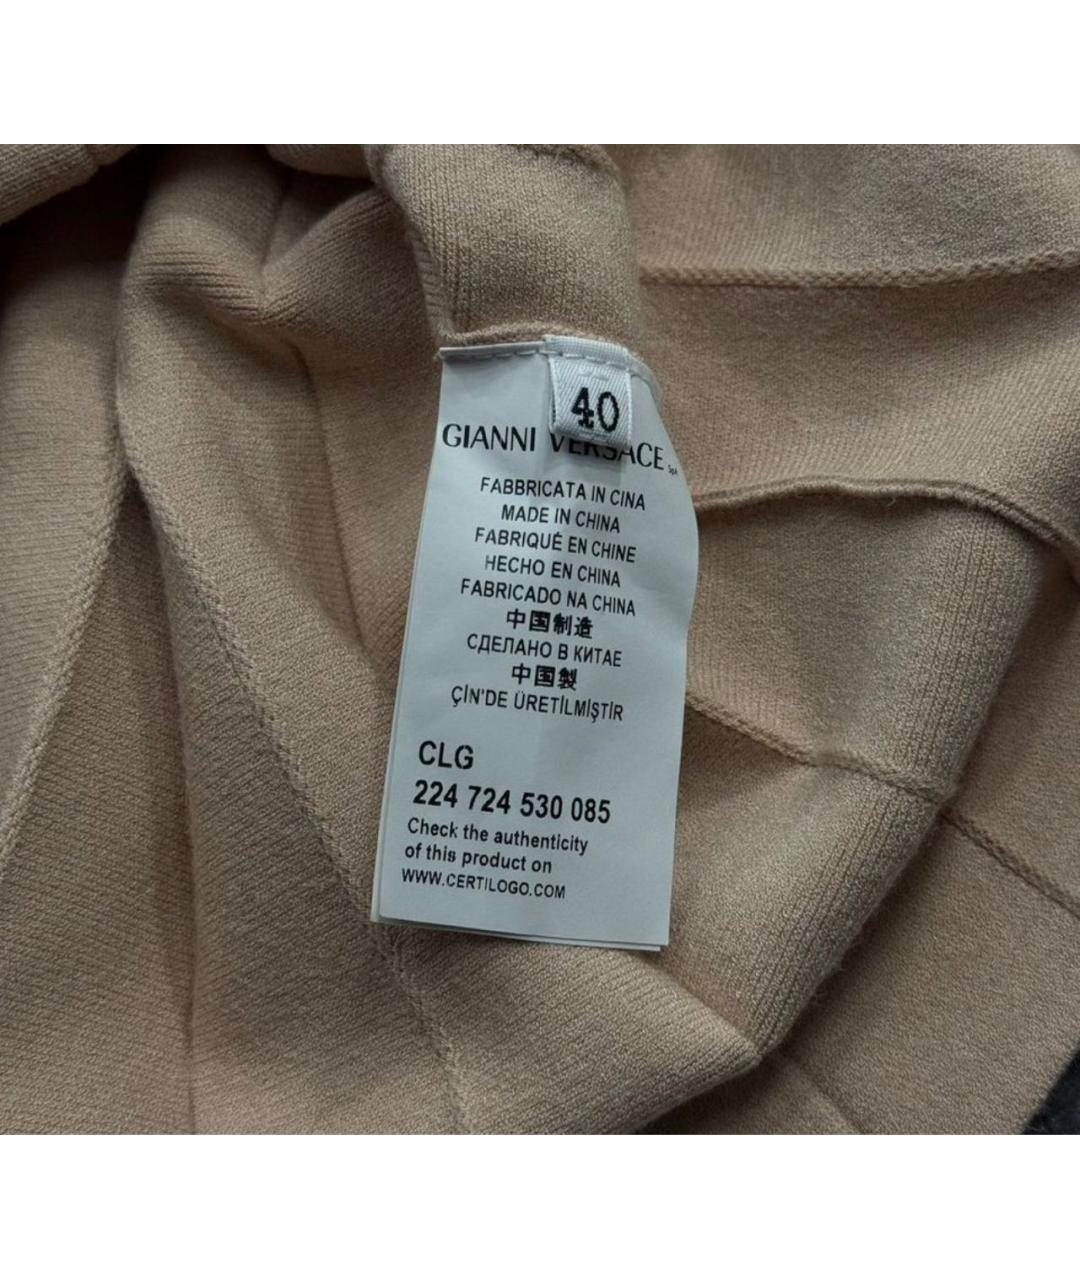 40
GIANNI VERSACE SpA
FABBRICATA IN CINA
MADE IN CHINA
FABRIQUÉ EN CHINE
HECHO EN CHINA
FABRICADO NA CHINA
中国制造
СДЕЛАНО В КИТАЕ
中国製
ÇİN'DE ÜRETİLMİŞTİR
CLG
224 724 530 085
Check the authenticity
of this product on
WWW.CERTILOGO.COM